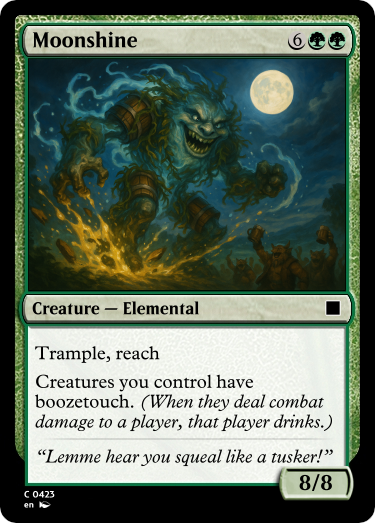 Moonshine 6
Creature — Elemental
Trample, reach
Creatures you control have
boozetouch. (When they deal combat
damage to a player, that player drinks.)
“Lemme hear you squeal like a tusker!”
8/8
C 0423
en